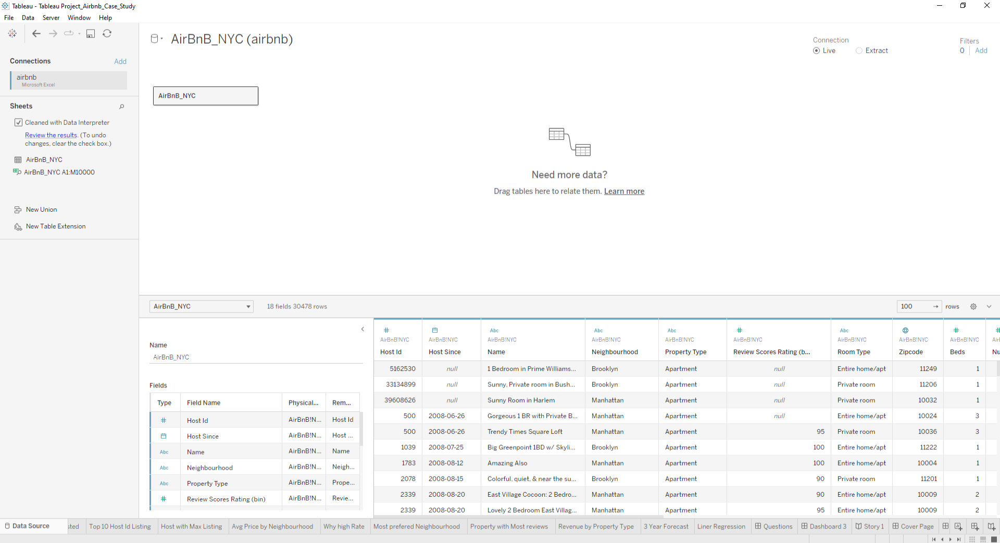 Tableau - Tableau Project_Airbnb_Case_Study
File Data Server Window Help
Connections Add
airbnb
Microsoft Excel
Sheets
Cleaned with Data Interpreter
Review the results. (To undo
changes, clear the check box.)
AirBnB_NYC
AirBnB_NYC A1:M10000
New Union
New Table Extension
AirBnB_NYC (airbnb)
Connection
Live Extract
Filters
0 Add
AirBnB_NYC
Need more data?
Drag tables here to relate them. Learn more
AirBnB_NYC 18 fields 30478 rows 100 rows
Name
AirBnB_NYC
Fields
Type Field Name Physical... Rem...
# Host Id AirBnB!N... Host Id
Host Since AirBnB!N... Host ...
Abc Name AirBnB!N... Name
Abc Neighbourhood AirBnB!N... Neigh...
Abc Property Type AirBnB!N... Prope...
# Review Scores Rating (bin) AirBnB!N... Revie...
# Abc Abc Abc # Abc # #
AirBnB!NYC AirBnB!NYC AirBnB!NYC AirBnB!NYC AirBnB!NYC AirBnB!NYC AirBnB!NYC AirBnB!NYC AirBnB!NYC Air
Host Id Host Since Name Neighbourhood Property Type Review Scores Rating (b... Room Type Zipcode Beds Nu
5162530 null 1 Bedroom in Prime Williams... Brooklyn Apartment null Entire home/apt 11249 1
33134899 null Sunny, Private room in Bush... Brooklyn Apartment null Private room 11206 1
39608626 null Sunny Room in Harlem Manhattan Apartment null Private room 10032 1
500 2008-06-26 Gorgeous 1 BR with Private B... Manhattan Apartment null Entire home/apt 10024 3
500 2008-06-26 Trendy Times Square Loft Manhattan Apartment 95 Private room 10036 3
1039 2008-07-25 Big Greenpoint 1BD w/ Skyli... Brooklyn Apartment 100 Entire home/apt 11222 1
1783 2008-08-12 Amazing Also Manhattan Apartment 100 Entire home/apt 10004 1
2078 2008-08-15 Colorful, quiet, & near the su... Brooklyn Apartment 90 Private room 11201 1
2339 2008-08-20 East Village Cocoon: 2 Bedro... Manhattan Apartment 90 Entire home/apt 10009 2
2339 2008-08-20 Lovely 2 Bedroom East Villag... Manhattan Apartment 95 Entire home/apt 10009 2
Data Source sted Top 10 Host Id Listing Host with Max Listing Avg Price by Neighbourhood Why high Rate Most prefered Neighbourhood Property with Most reviews Revenue by Property Type 3 Year Forecast Liner Regression Questions Dashboard 3 Story 1 Cover Page